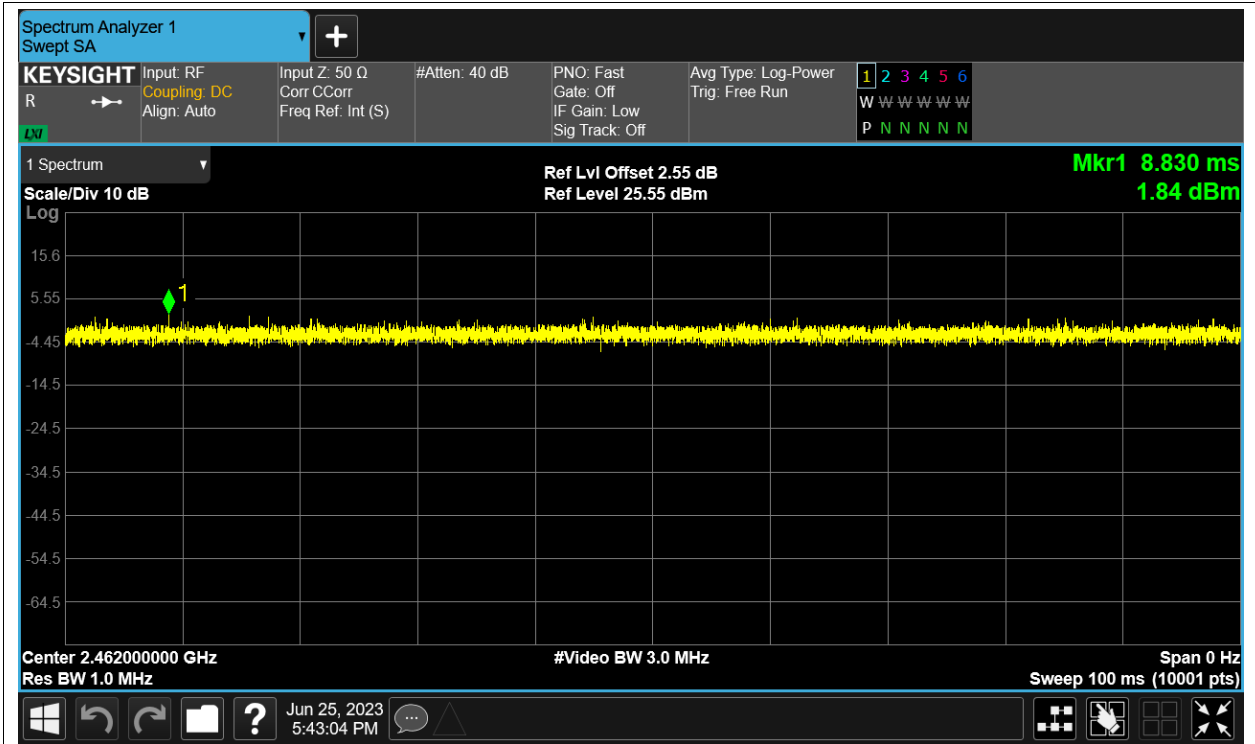 Spectrum Analyzer 1
Swept SA
KEYSIGHT
R
LXI
Input: RF
Coupling: DC
Align: Auto
Input Z: 50 Ω
Corr CCorr
Freq Ref: Int (S)
#Atten: 40 dB
PNO: Fast
Gate: Off
IF Gain: Low
Sig Track: Off
Avg Type: Log-Power
Trig: Free Run
1 2 3 4 5 6
W W W W W W
P N N N N N
1 Spectrum
Scale/Div 10 dB
Ref Lvl Offset 2.55 dB
Ref Level 25.55 dBm
Mkr1 8.830 ms
1.84 dBm
Log
15.6
5.55
-4.45
-14.5
-24.5
-34.5
-44.5
-54.5
-64.5
1
Center 2.462000000 GHz
Res BW 1.0 MHz
#Video BW 3.0 MHz
Span 0 Hz
Sweep 100 ms (10001 pts)
?
Jun 25, 2023
5:43:04 PM